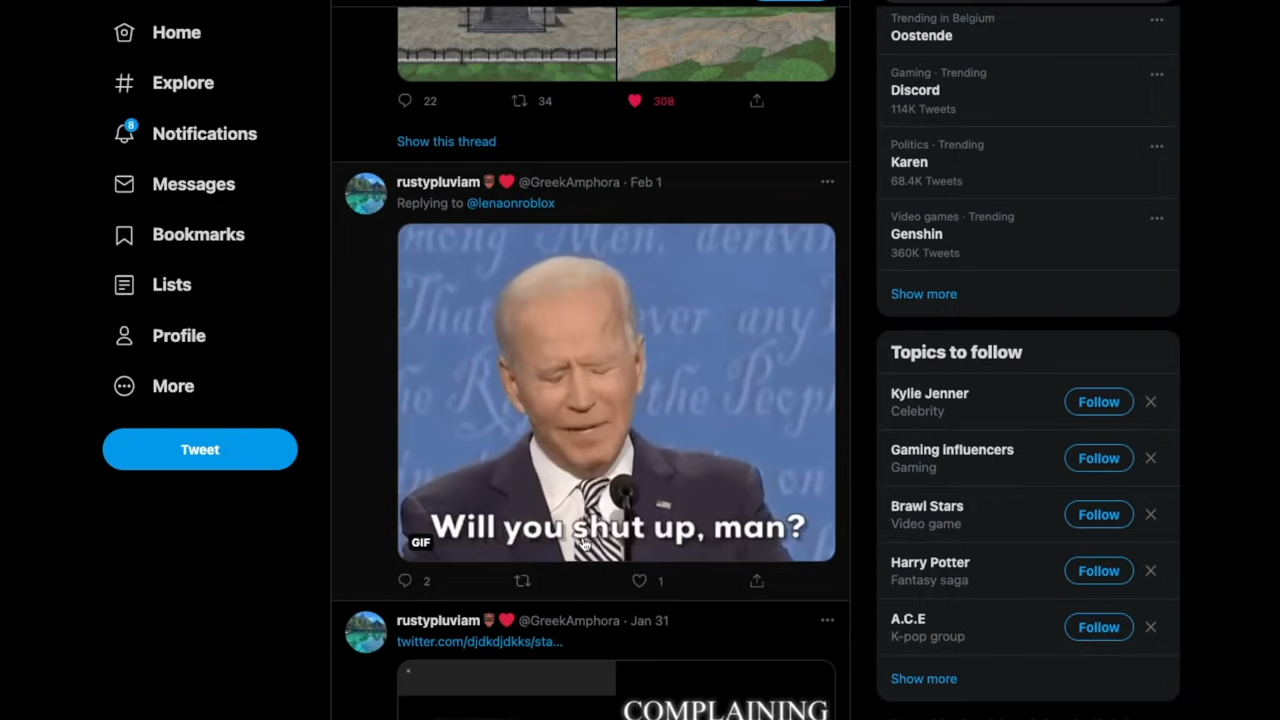 Home
Explore
8
Notifications
Messages
Bookmarks
Lists
Profile
More
Tweet
22
34
308
Show this thread
rustypluviam @GreekAmphora · Feb 1
Replying to @lenaonroblox
Will you shut up, man?
GIF
2
1
rustypluviam @GreekAmphora · Jan 31
twitter.com/djdkdjdkks/sta...
COMPLAINING
Trending in Belgium
Oostende
Gaming · Trending
Discord
114K Tweets
Politics · Trending
Karen
68.4K Tweets
Video games · Trending
Genshin
360K Tweets
Show more
Topics to follow
Kylie Jenner
Celebrity
Follow
Gaming influencers
Gaming
Follow
Brawl Stars
Video game
Follow
Harry Potter
Fantasy saga
Follow
A.C.E
K-pop group
Follow
Show more